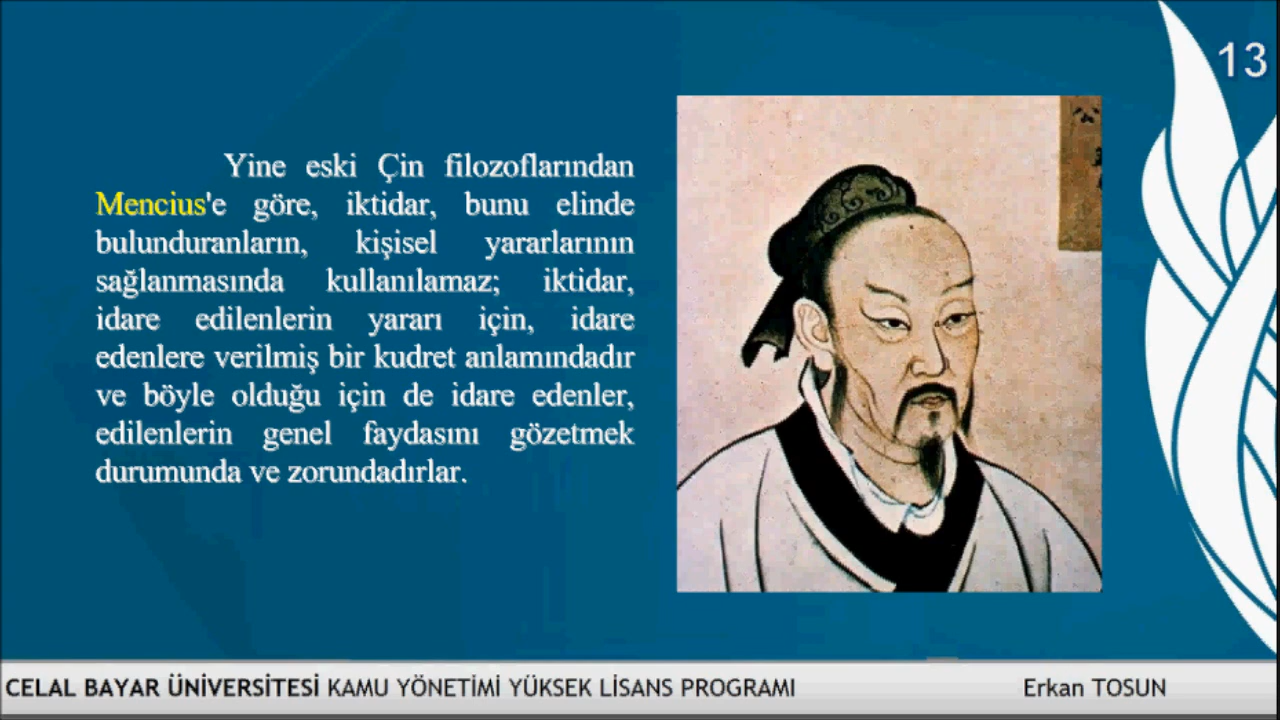 13
Yine eski Çin filozoflarından
Mencius'e göre, iktidar, bunu elinde
bulunduranların, kişisel yararlarının
sağlanmasında kullanılamaz; iktidar,
idare edilenlerin yararı için, idare
edenlere verilmiş bir kudret anlamındadır
ve böyle olduğu için de idare edenler,
edilenlerin genel faydasını gözetmek
durumunda ve zorundadırlar.
CELAL BAYAR ÜNİVERSİTESİ KAMU YÖNETİMİ YÜKSEK LİSANS PROGRAMI
Erkan TOSUN